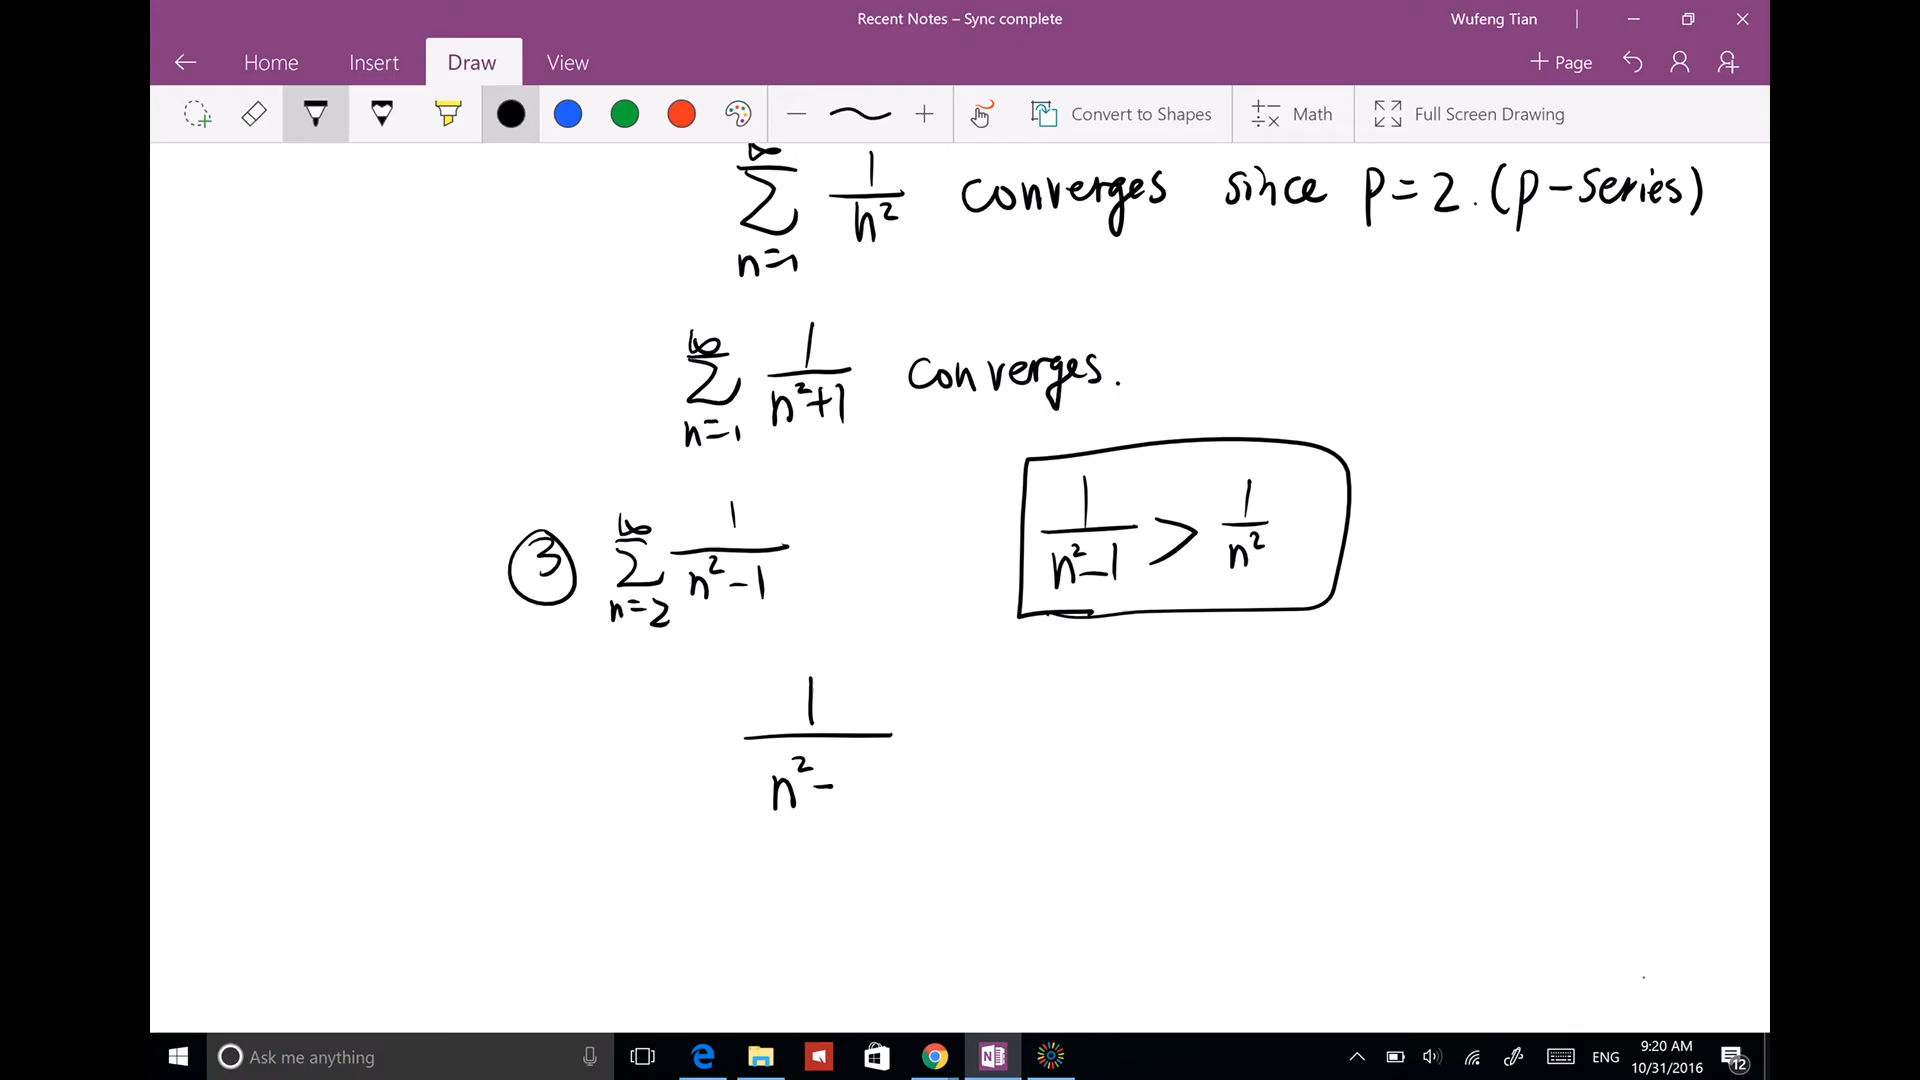 Recent Notes – Sync complete
Wufeng Tian
Home Insert Draw View
Page
Convert to Shapes
Math
Full Screen Drawing
∞
∑ 1/n² converges since p=2. (p-series)
n=1
∞
∑ 1/(n²+1) converges.
n=1
∞
③ ∑ 1/(n²-1)
n=2
1/(n²-1) > 1/n²
1
n² -
Ask me anything
ENG
9:20 AM
10/31/2016
12